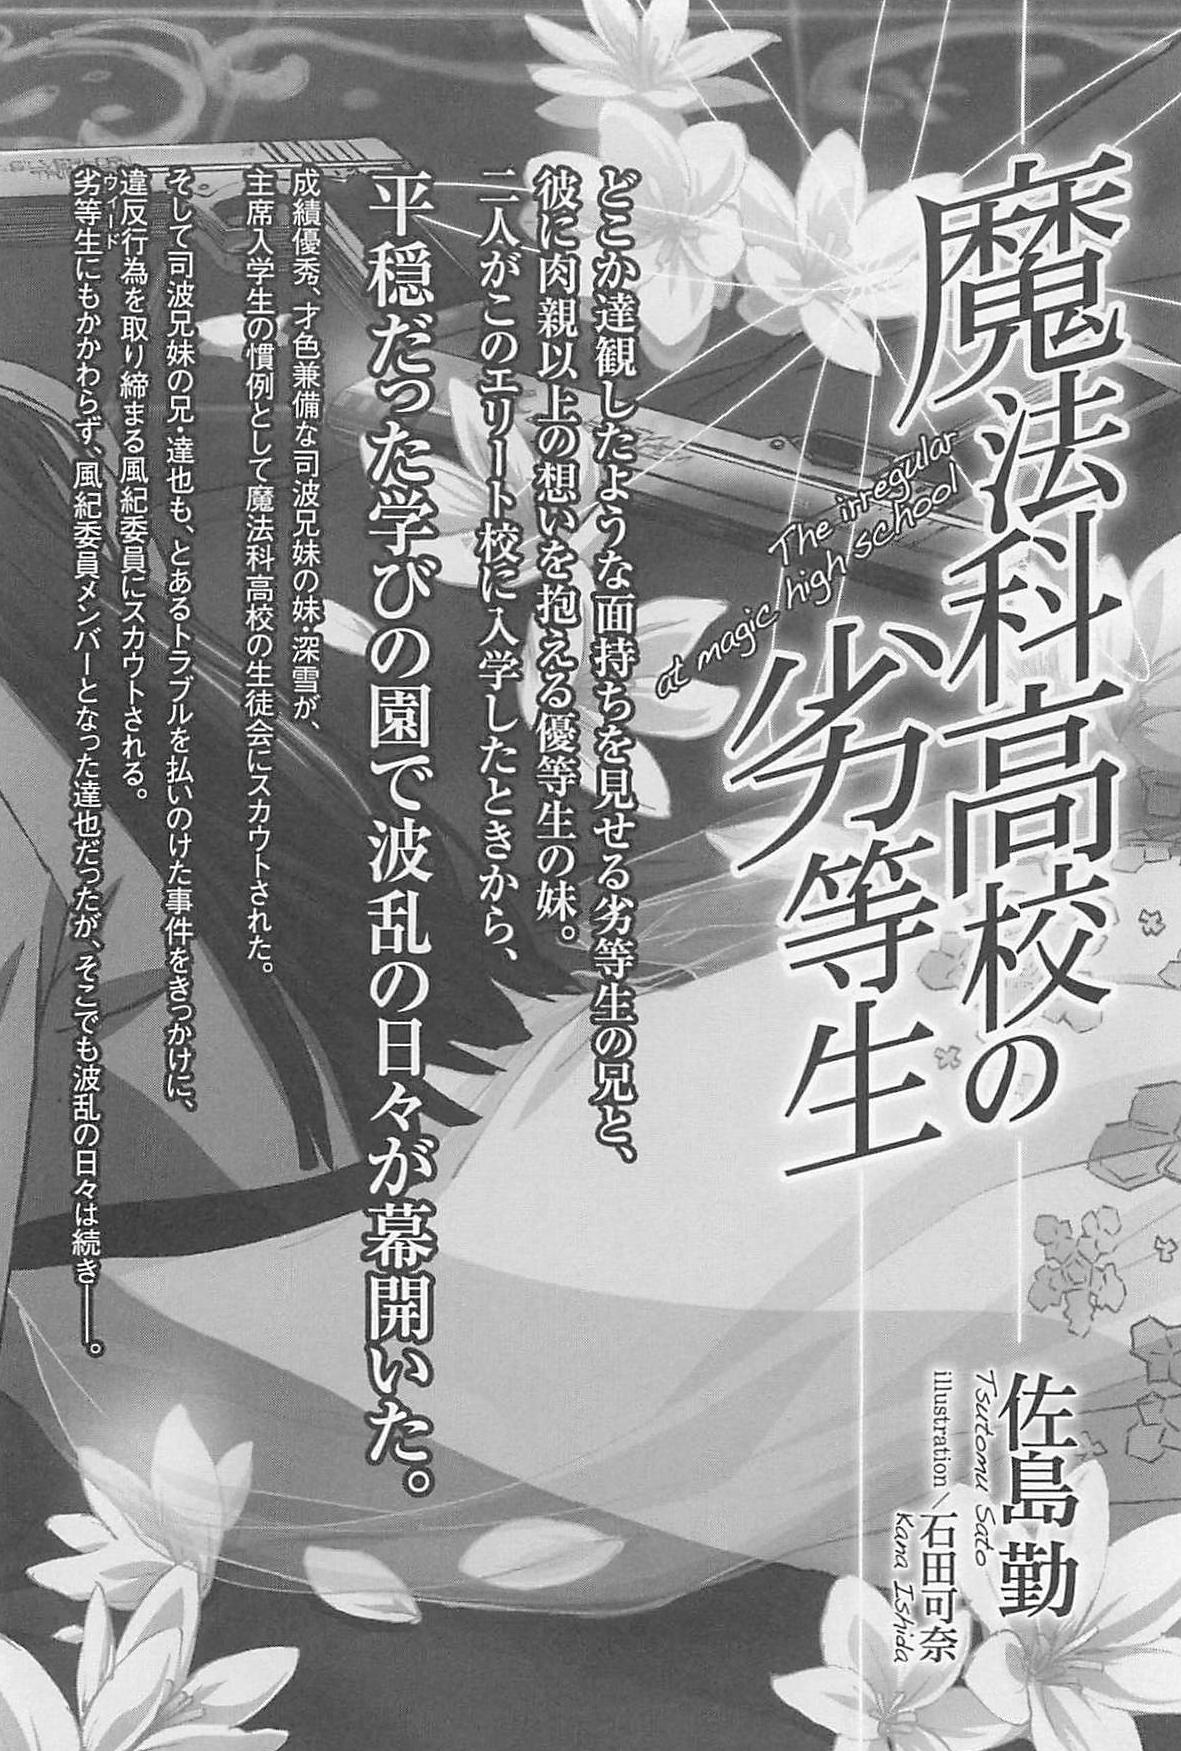 魔法科高校の
劣等生
The irregular
at magic high school
佐島 勤
Tsutomu Sato
illustration／石田可奈
Kana Ishida
どこか達観したような面持ちを見せる劣等生の兄と、
彼に肉親以上の想いを抱える優等生の妹。
二人がこのエリート校に入学したときから、
平穏だった学びの園で波乱の日々が幕開いた。
成績優秀、才色兼備な司波兄妹の妹・深雪が、
主席入学生の慣例として魔法科高校の生徒会にスカウトされた。
そして司波兄妹の兄・達也も、とあるトラブルを払いのけた事件をきっかけに、
違反行為を取り締まる風紀委員にスカウトされる。
ウィード
劣等生にもかかわらず、風紀委員メンバーとなった達也だったが、そこでも波乱の日々は続き――。